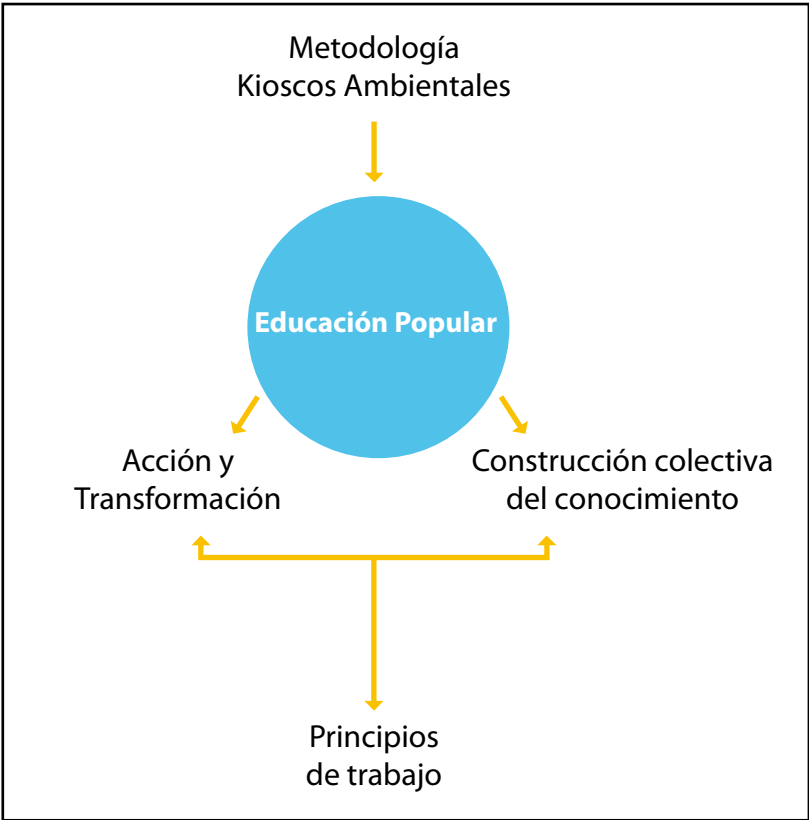 Metodología
Kioscos Ambientales
Educación Popular
Acción y
Transformación
Construcción colectiva
del conocimiento
Principios
de trabajo